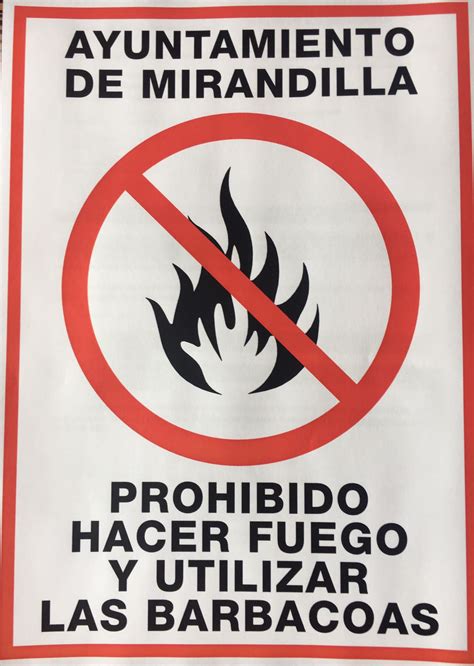 AYUNTAMIENTO
DE MIRANDILLA
PROHIBIDO
HACER FUEGO
Y UTILIZAR
LAS BARBACOAS